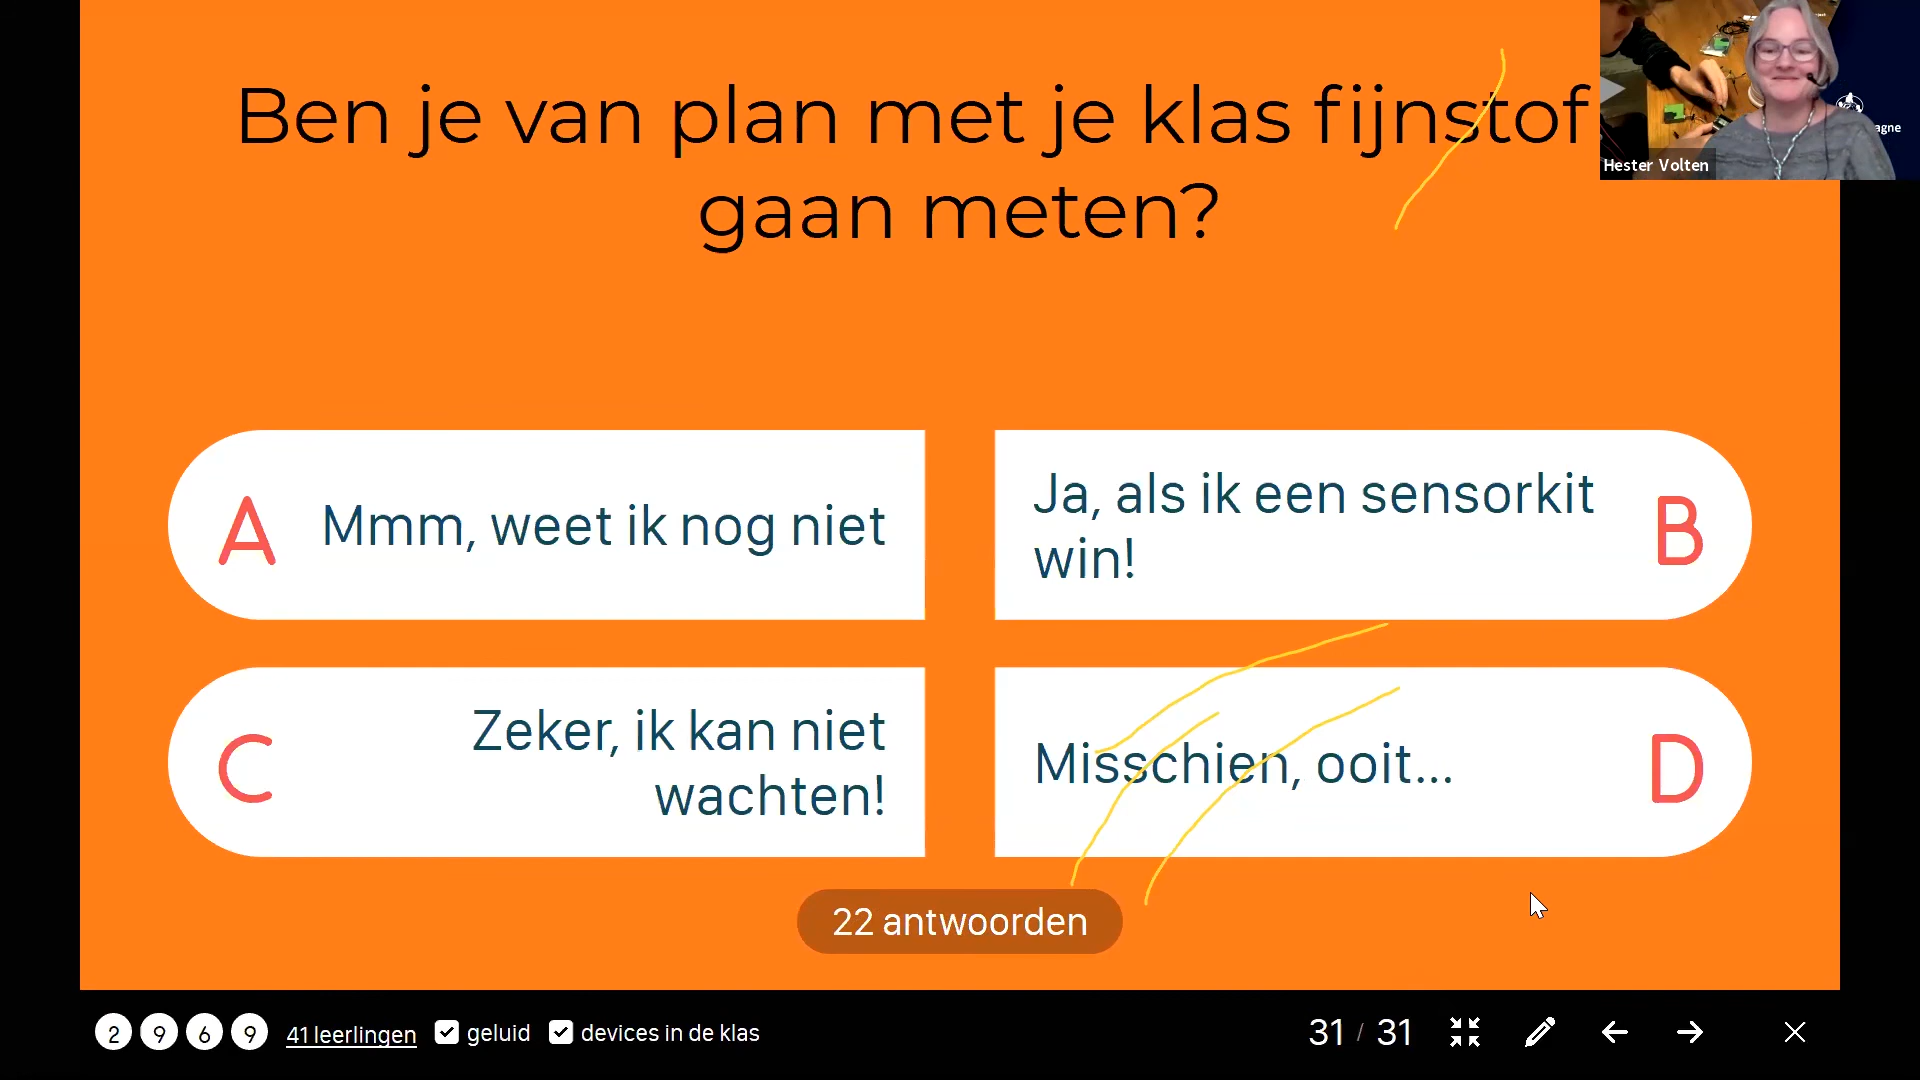 Ben je van plan met je klas fijnstof
gaan meten?
agne
Hester Volten
A
Mmm, weet ik nog niet
Ja, als ik een sensorkit
win!
B
C
Zeker, ik kan niet
wachten!
Misschien, ooit...
D
22 antwoorden
2 9 6 9 41 leerlingen geluid devices in de klas 31 / 31